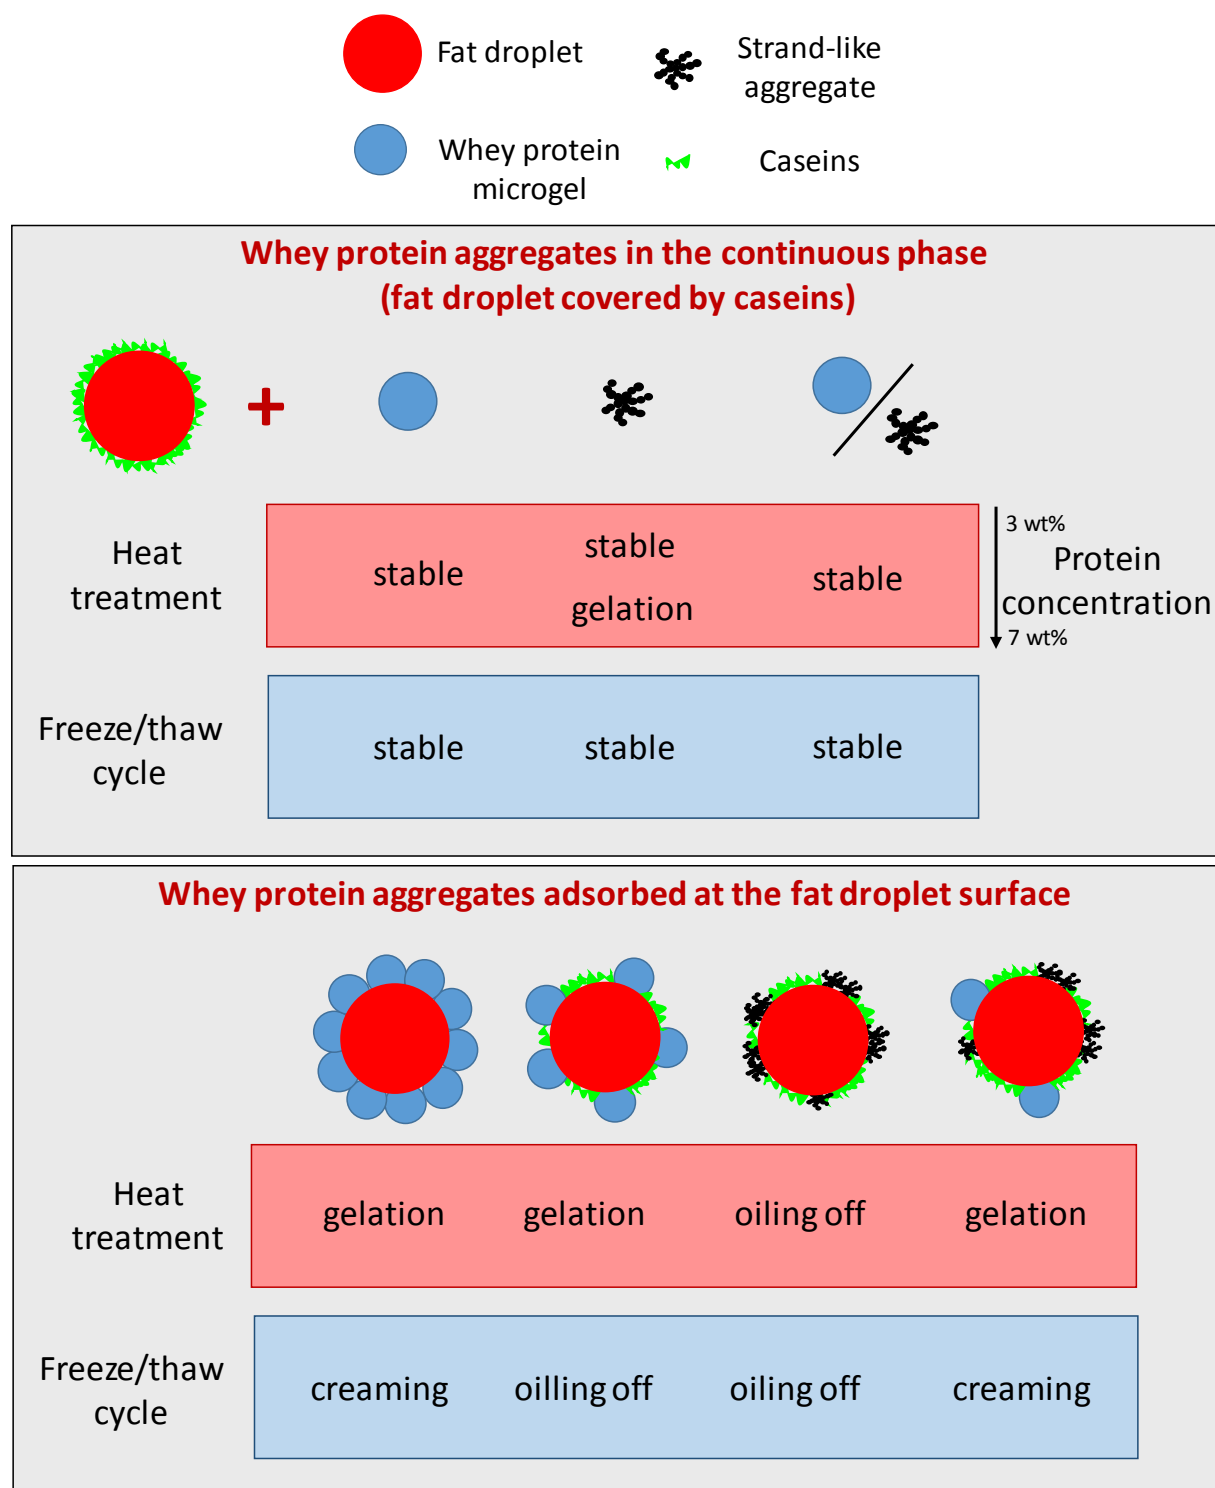 Fat droplet
Strand-like
aggregate
Whey protein
microgel
Caseins
Whey protein aggregates in the continuous phase
(fat droplet covered by caseins)
+
Heat
treatment
stable
stable
gelation
stable
3 wt%
Protein
concentration
7 wt%
Freeze/thaw
cycle
stable
stable
stable
Whey protein aggregates adsorbed at the fat droplet surface
Heat
treatment
gelation
gelation
oiling off
gelation
Freeze/thaw
cycle
creaming
oilling off
oiling off
creaming